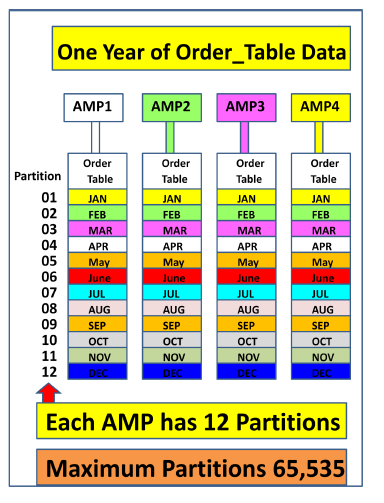 One Year of Order_Table Data
AMP1 AMP2 AMP3 AMP4
Order Order Order Order
Partition Table Table Table Table
01 JAN JAN JAN JAN
02 FEB FEB FEB FEB
03 MAR MAR MAR MAR
04 APR APR APR APR
05 May May May May
06 June June June June
07 JUL JUL JUL JUL
08 AUG AUG AUG AUG
09 SEP SEP SEP SEP
10 OCT OCT OCT OCT
11 NOV NOV NOV NOV
12 DEC DEC DEC DEC
Each AMP has 12 Partitions
Maximum Partitions 65,535